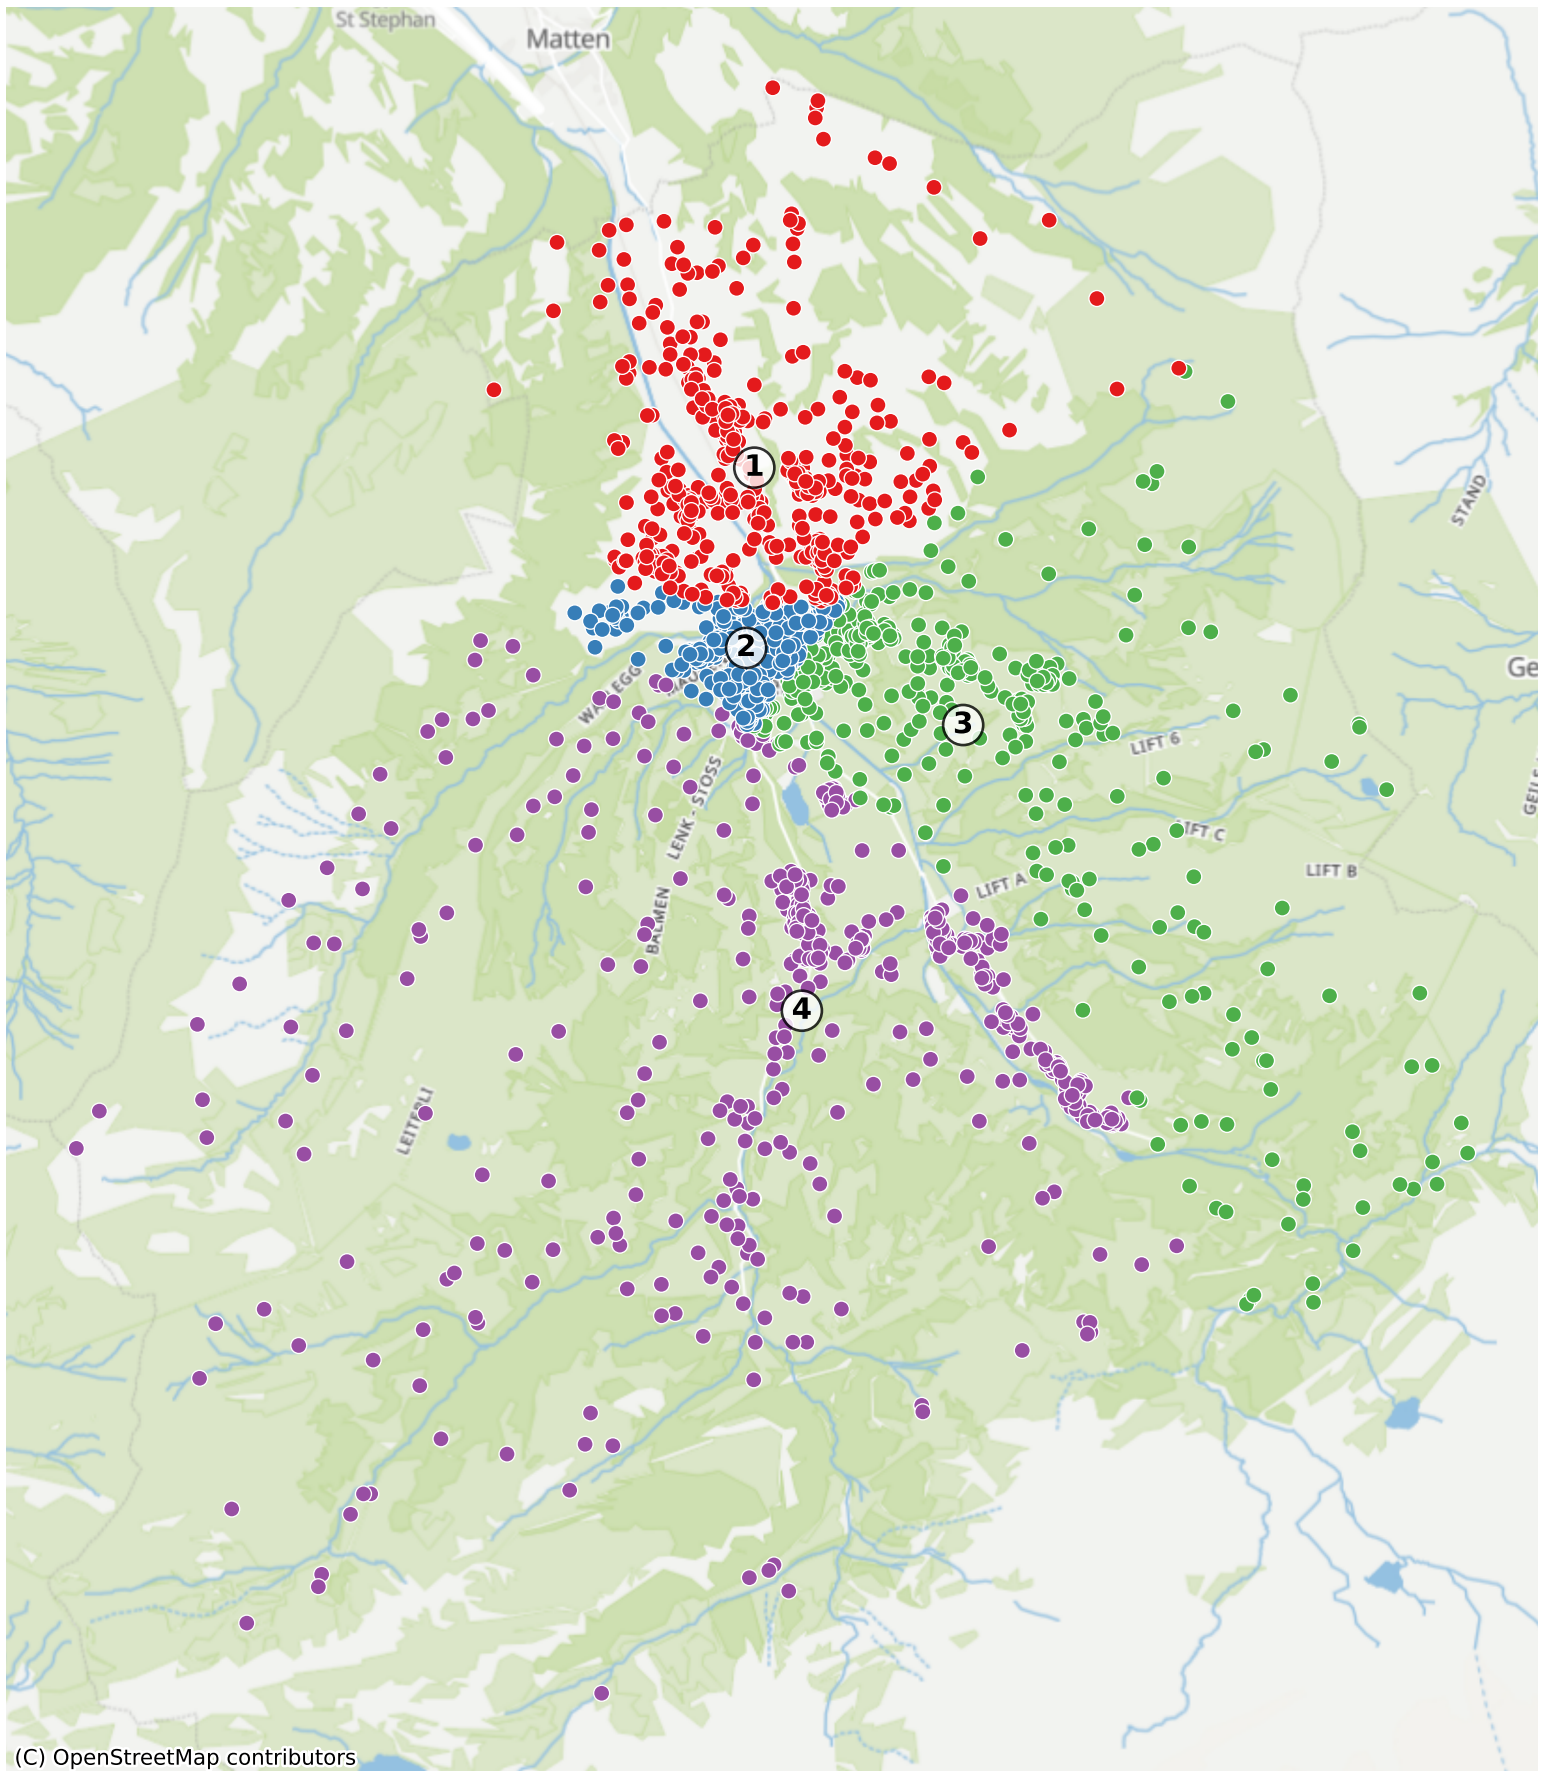 St Stephan
Matten
STAND
1
2
Ge
3
LIFT 6
LENK - STOSS
LIFT C
LIFT B
LIFT A
BALMEN
4
LEITERLI
(C) OpenStreetMap contributors